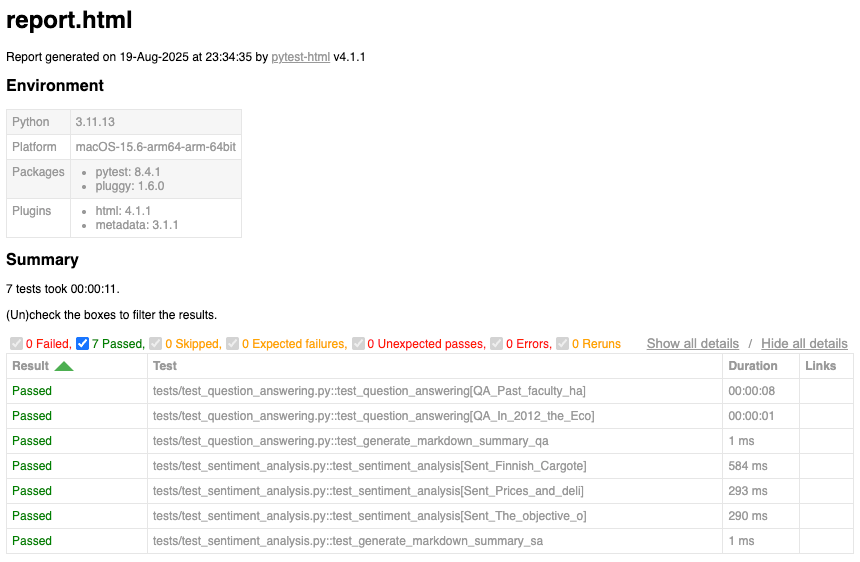 report.html
Report generated on 19-Aug-2025 at 23:34:35 by pytest-html v4.1.1
Environment
Python 3.11.13
Platform macOS-15.6-arm64-arm-64bit
Packages
pytest: 8.4.1
pluggy: 1.6.0
Plugins
html: 4.1.1
metadata: 3.1.1
Summary
7 tests took 00:00:11.
(Un)check the boxes to filter the results.
0 Failed, 7 Passed, 0 Skipped, 0 Expected failures, 0 Unexpected passes, 0 Errors, 0 Reruns Show all details / Hide all details
Result Test Duration Links
Passed tests/test_question_answering.py::test_question_answering[QA_Past_faculty_ha] 00:00:08
Passed tests/test_question_answering.py::test_question_answering[QA_In_2012_the_Eco] 00:00:01
Passed tests/test_question_answering.py::test_generate_markdown_summary_qa 1 ms
Passed tests/test_sentiment_analysis.py::test_sentiment_analysis[Sent_Finnish_Cargote] 584 ms
Passed tests/test_sentiment_analysis.py::test_sentiment_analysis[Sent_Prices_and_deli] 293 ms
Passed tests/test_sentiment_analysis.py::test_sentiment_analysis[Sent_The_objective_o] 290 ms
Passed tests/test_sentiment_analysis.py::test_generate_markdown_summary_sa 1 ms